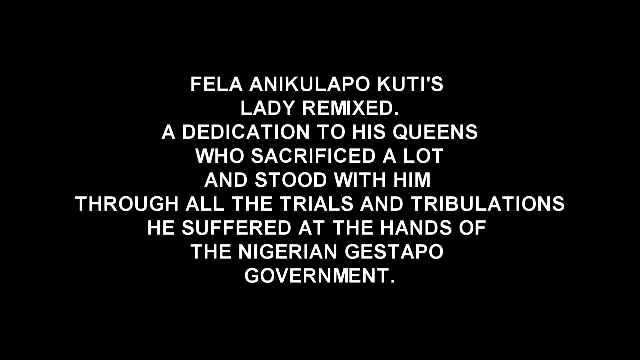 FELA ANIKULAPO KUTI'S
LADY REMIXED.
A DEDICATION TO HIS QUEENS
WHO SACRIFICED A LOT
AND STOOD WITH HIM
THROUGH ALL THE TRIALS AND TRIBULATIONS
HE SUFFERED AT THE HANDS OF
THE NIGERIAN GESTAPO
GOVERNMENT.